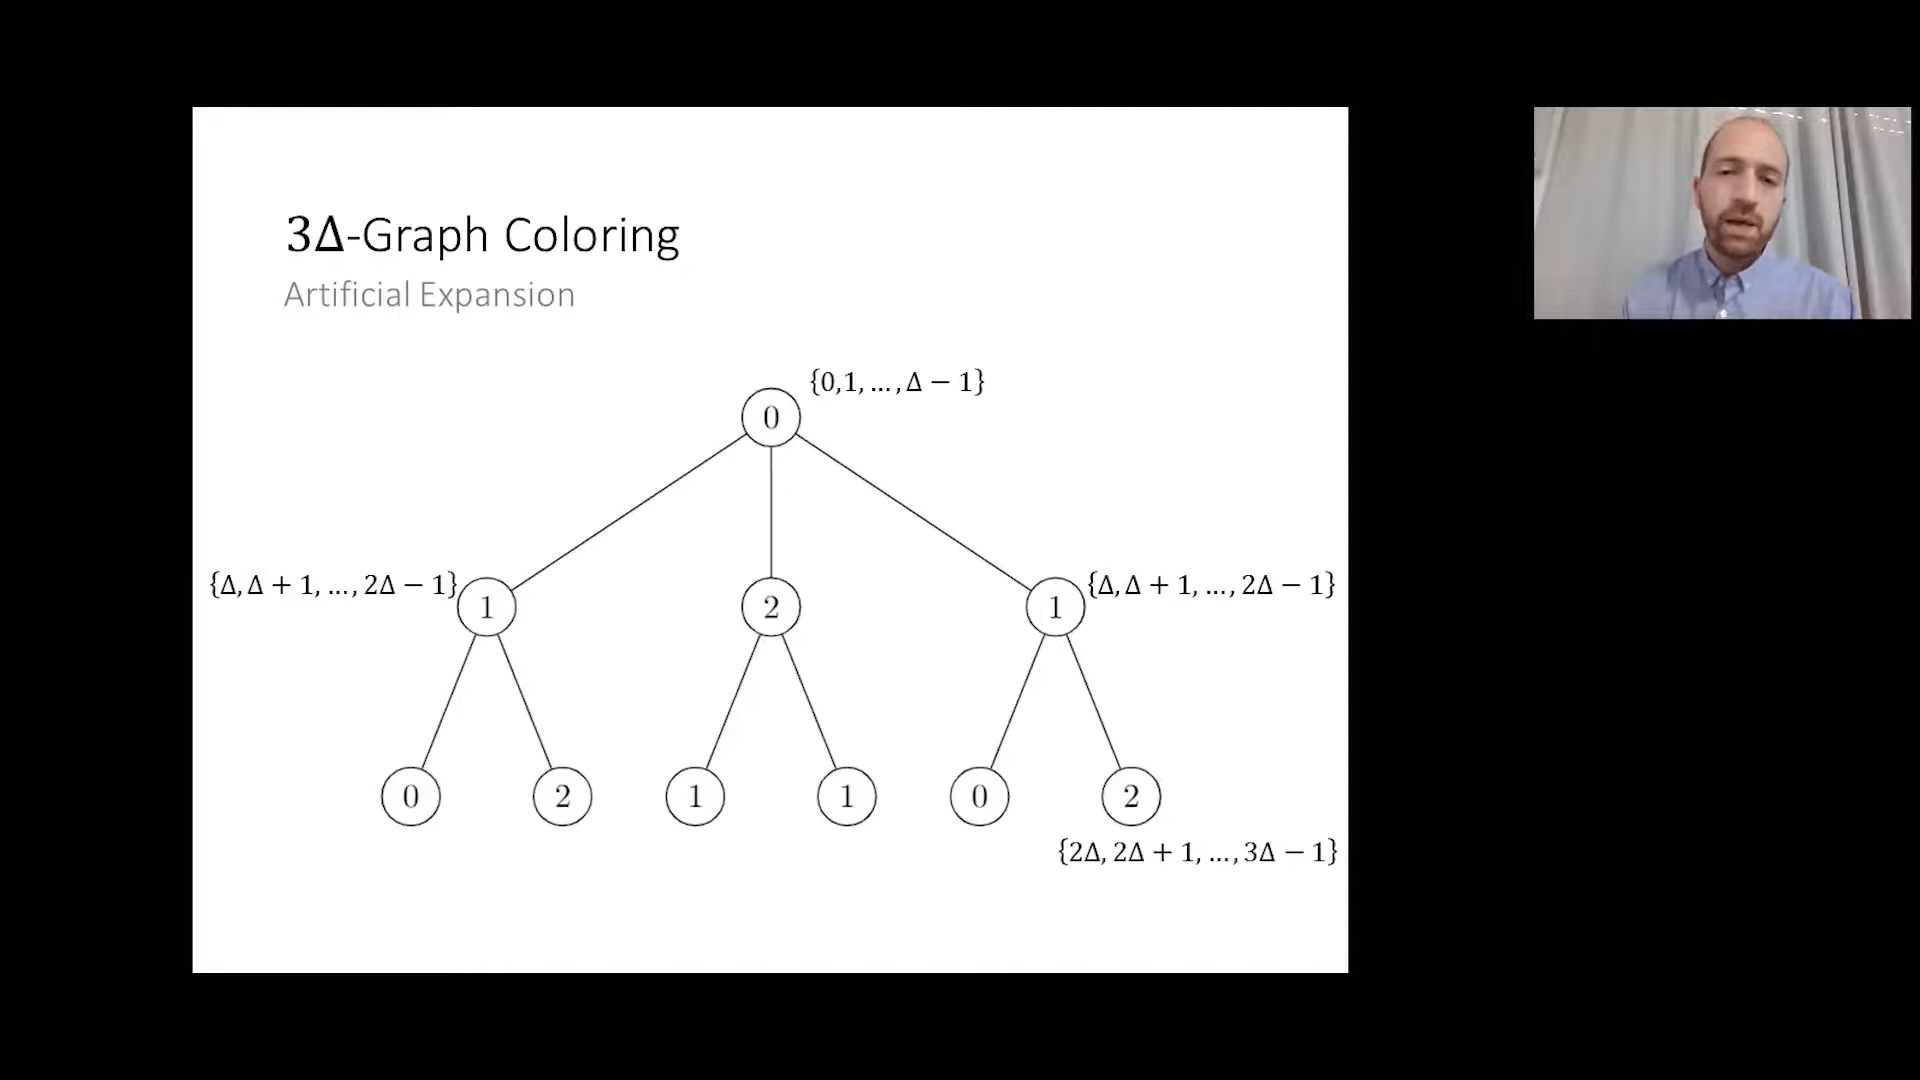 3Δ-Graph Coloring
Artificial Expansion
{0,1, ... , Δ − 1}
0
{Δ, Δ + 1, ... , 2Δ − 1}
1
2
1
{Δ, Δ + 1, ... , 2Δ − 1}
0
2
1
1
0
2
{2Δ, 2Δ + 1, ... , 3Δ − 1}